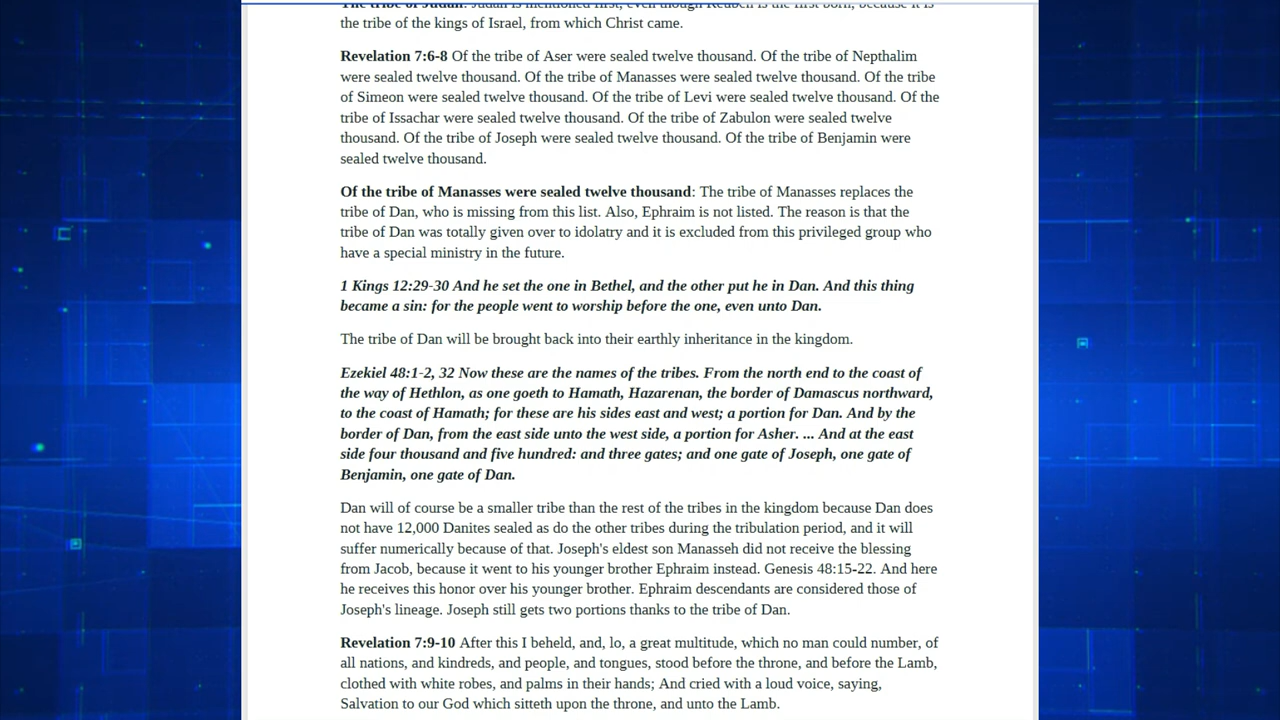 The tribe of Judah: Judah is mentioned first, even though Reuben is the first born, because it is
the tribe of the kings of Israel, from which Christ came.
Revelation 7:6-8 Of the tribe of Aser were sealed twelve thousand. Of the tribe of Nepthalim
were sealed twelve thousand. Of the tribe of Manasses were sealed twelve thousand. Of the tribe
of Simeon were sealed twelve thousand. Of the tribe of Levi were sealed twelve thousand. Of the
tribe of Issachar were sealed twelve thousand. Of the tribe of Zabulon were sealed twelve
thousand. Of the tribe of Joseph were sealed twelve thousand. Of the tribe of Benjamin were
sealed twelve thousand.
Of the tribe of Manasses were sealed twelve thousand: The tribe of Manasses replaces the
tribe of Dan, who is missing from this list. Also, Ephraim is not listed. The reason is that the
tribe of Dan was totally given over to idolatry and it is excluded from this privileged group who
have a special ministry in the future.
1 Kings 12:29-30 And he set the one in Bethel, and the other put he in Dan. And this thing
became a sin: for the people went to worship before the one, even unto Dan.
The tribe of Dan will be brought back into their earthly inheritance in the kingdom.
Ezekiel 48:1-2, 32 Now these are the names of the tribes. From the north end to the coast of
the way of Hethlon, as one goeth to Hamath, Hazarenan, the border of Damascus northward,
to the coast of Hamath; for these are his sides east and west; a portion for Dan. And by the
border of Dan, from the east side unto the west side, a portion for Asher. ... And at the east
side four thousand and five hundred: and three gates; and one gate of Joseph, one gate of
Benjamin, one gate of Dan.
Dan will of course be a smaller tribe than the rest of the tribes in the kingdom because Dan does
not have 12,000 Danites sealed as do the other tribes during the tribulation period, and it will
suffer numerically because of that. Joseph's eldest son Manasseh did not receive the blessing
from Jacob, because it went to his younger brother Ephraim instead. Genesis 48:15-22. And here
he receives this honor over his younger brother. Ephraim descendants are considered those of
Joseph's lineage. Joseph still gets two portions thanks to the tribe of Dan.
Revelation 7:9-10 After this I beheld, and, lo, a great multitude, which no man could number, of
all nations, and kindreds, and people, and tongues, stood before the throne, and before the Lamb,
clothed with white robes, and palms in their hands; And cried with a loud voice, saying,
Salvation to our God which sitteth upon the throne, and unto the Lamb.